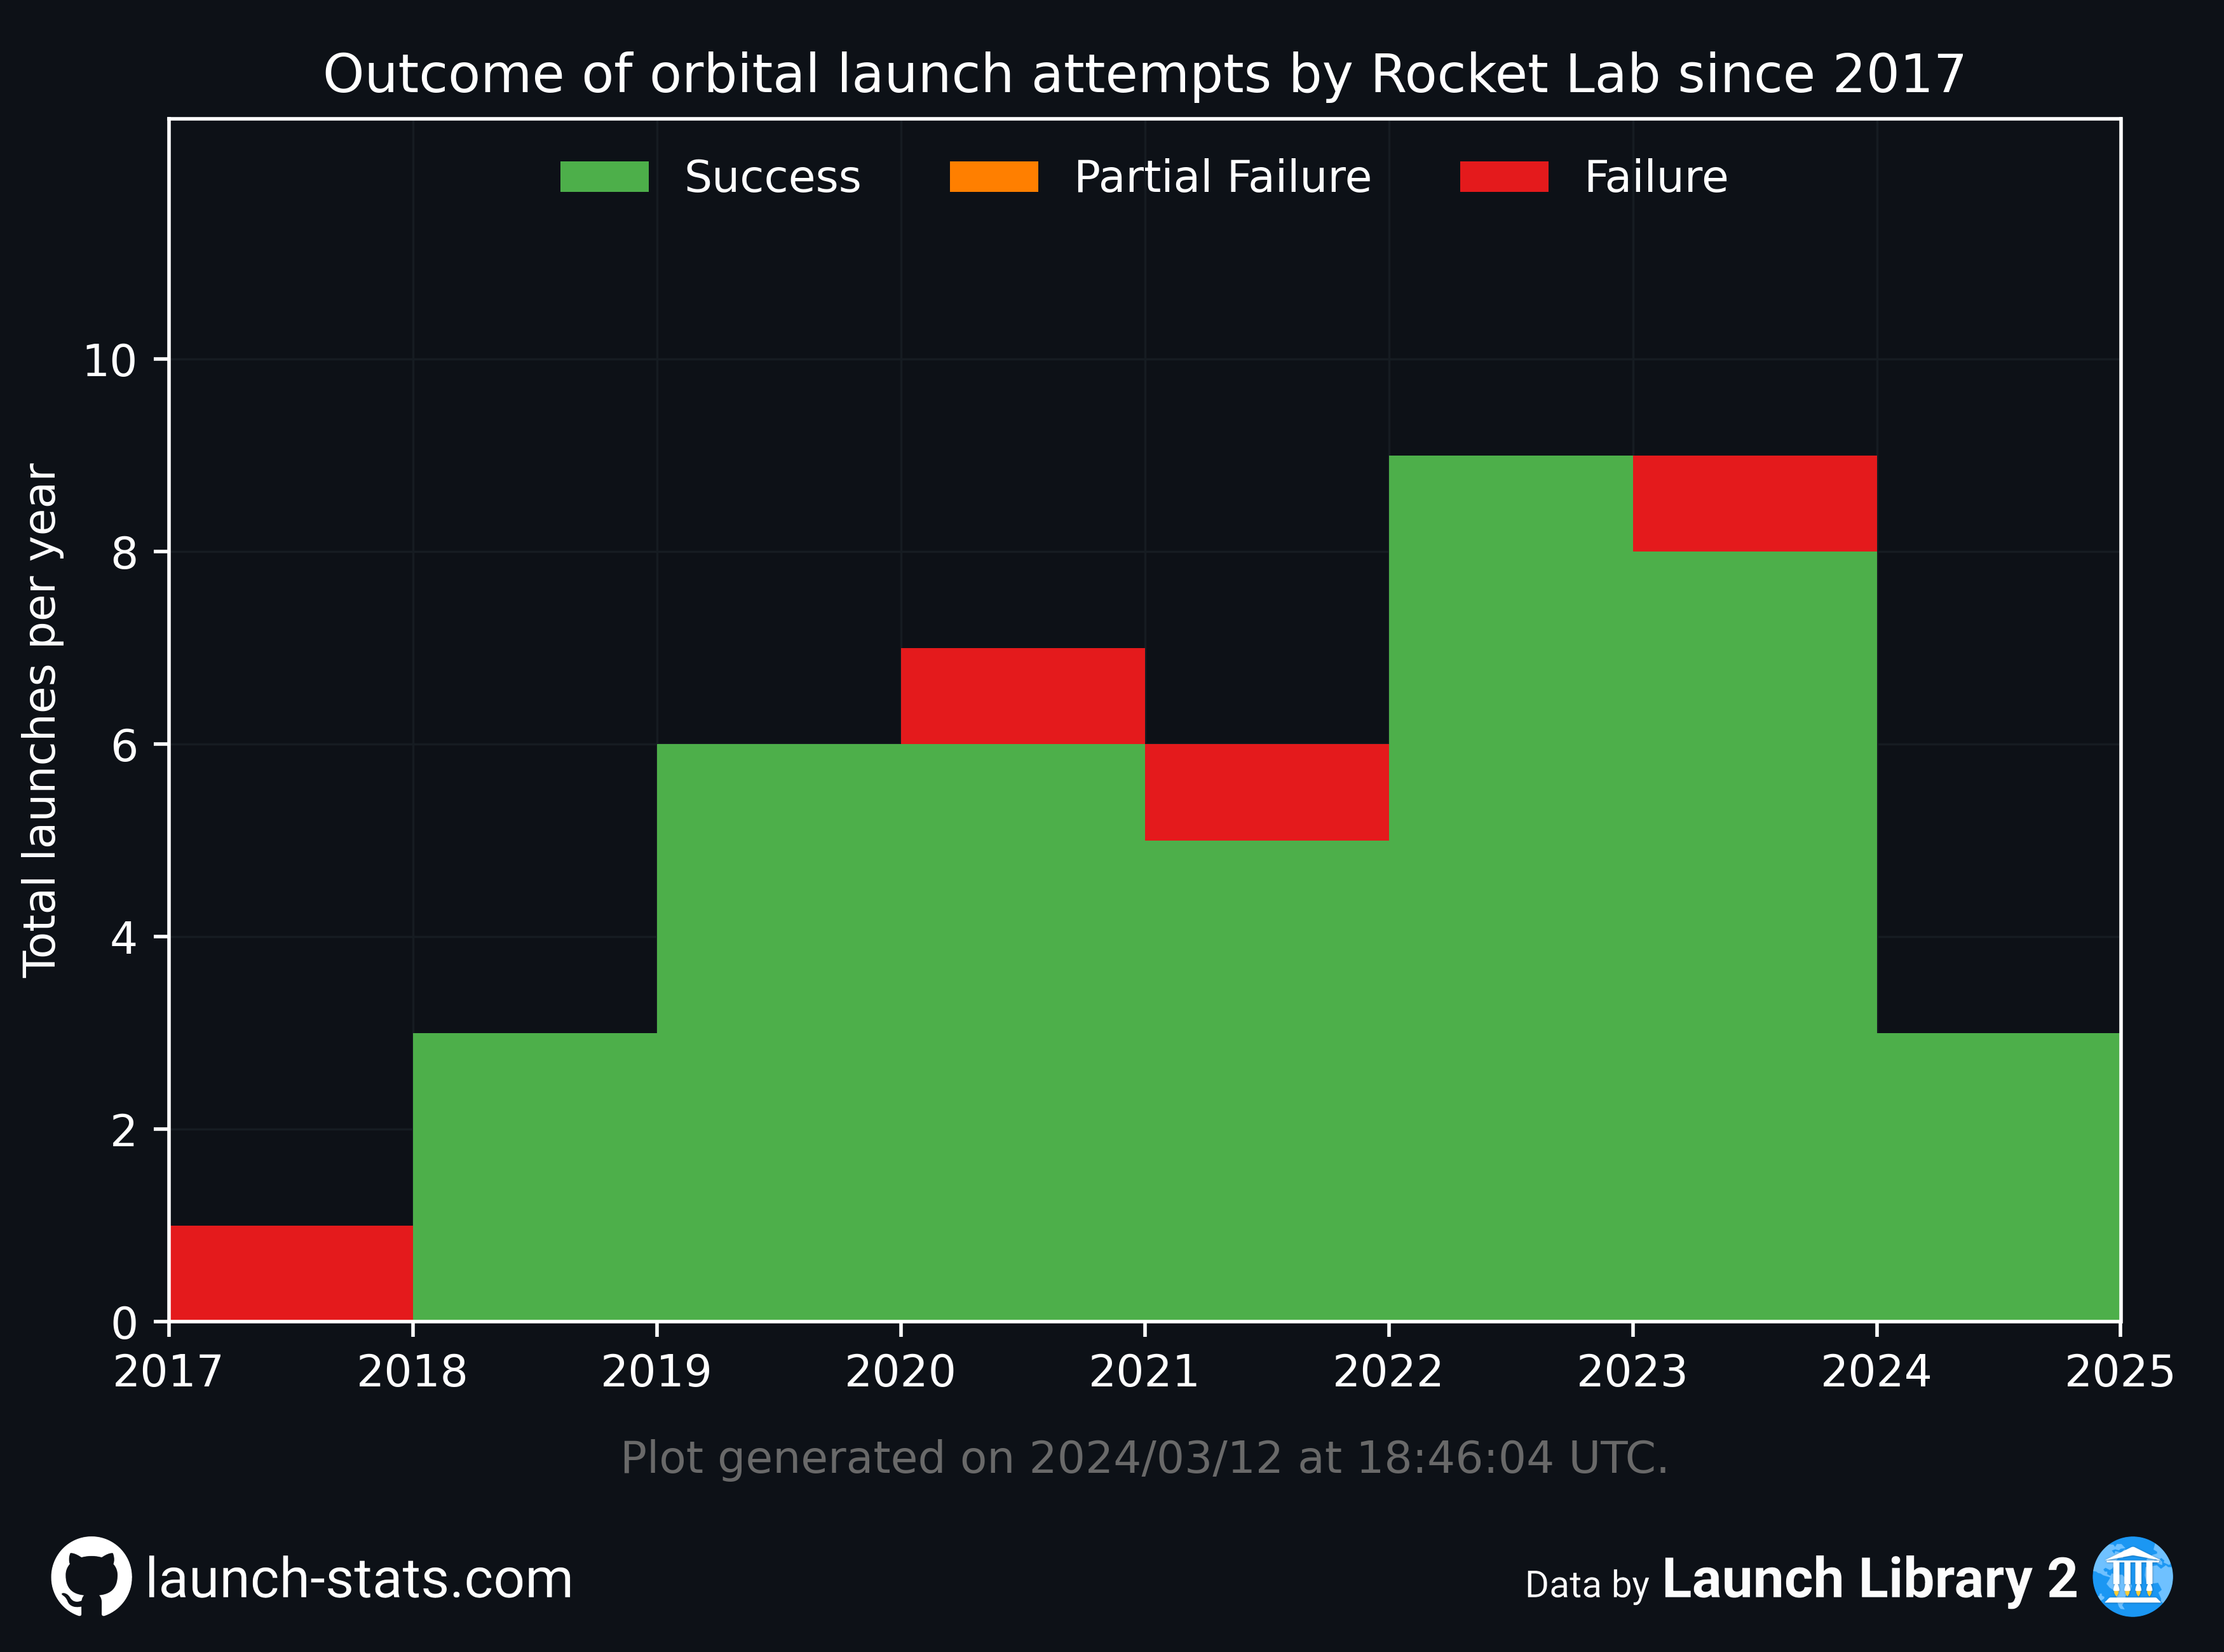 Outcome of orbital launch attempts by Rocket Lab since 2017
Success Partial Failure Failure
Total launches per year
10
8
6
4
2
0
2017 2018 2019 2020 2021 2022 2023 2024 2025
Plot generated on 2024/03/12 at 18:46:04 UTC.
launch-stats.com
Data by Launch Library 2